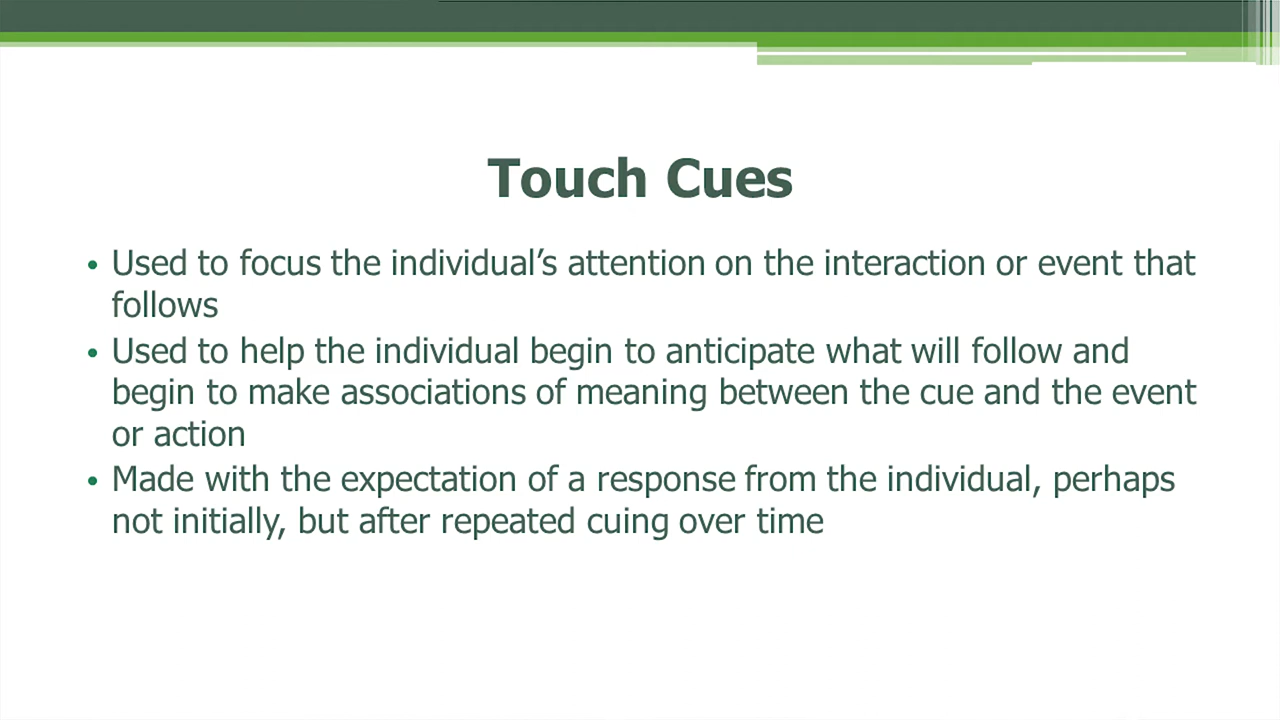 Touch Cues
• Used to focus the individual’s attention on the interaction or event that
follows
• Used to help the individual begin to anticipate what will follow and
begin to make associations of meaning between the cue and the event
or action
• Made with the expectation of a response from the individual, perhaps
not initially, but after repeated cuing over time